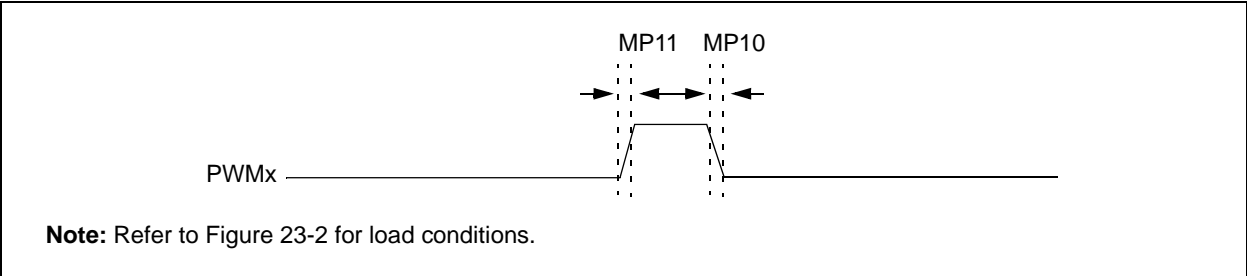 MP11 MP10
PWMx
Note: Refer to Figure 23-2 for load conditions.